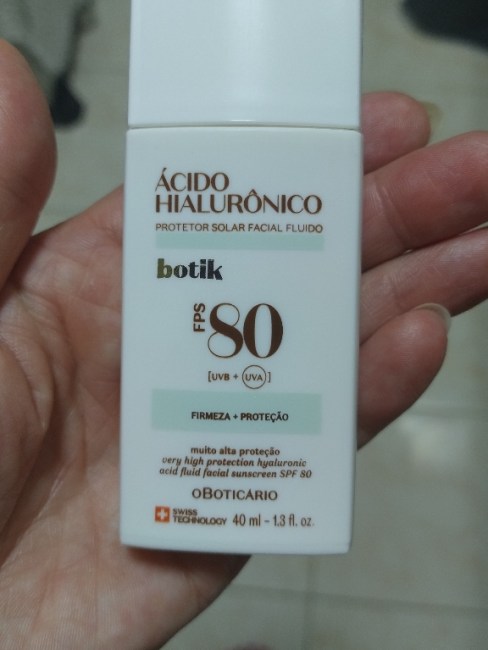 ÁCIDO
HIALURÔNICO
PROTETOR SOLAR FACIAL FLUIDO
botik
FPS 80
[UVB + UVA]
FIRMEZA + PROTEÇÃO
muito alta proteção
very high protection hyaluronic
acid fluid facial sunscreen SPF 80
oBOTICÁRIO
SWISS
TECHNOLOGY 40 ml – 1.3 fl. oz.